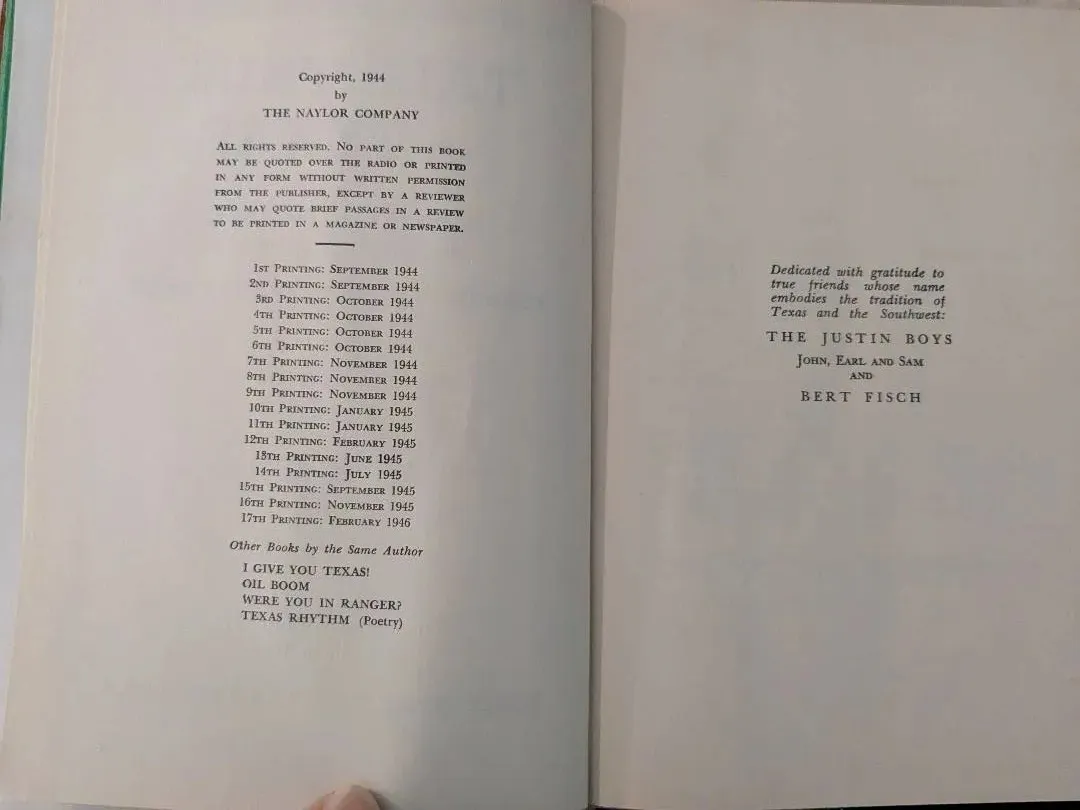 Copyright, 1944
by
THE NAYLOR COMPANY
ALL RIGHTS RESERVED. NO PART OF THIS BOOK
MAY BE QUOTED OVER THE RADIO OR PRINTED
IN ANY FORM WITHOUT WRITTEN PERMISSION
FROM THE PUBLISHER, EXCEPT BY A REVIEWER
WHO MAY QUOTE BRIEF PASSAGES IN A REVIEW
TO BE PRINTED IN A MAGAZINE OR NEWSPAPER.
1ST PRINTING: SEPTEMBER 1944
2ND PRINTING: SEPTEMBER 1944
3RD PRINTING: OCTOBER 1944
4TH PRINTING: OCTOBER 1944
5TH PRINTING: OCTOBER 1944
6TH PRINTING: OCTOBER 1944
7TH PRINTING: NOVEMBER 1944
8TH PRINTING: NOVEMBER 1944
9TH PRINTING: NOVEMBER 1944
10TH PRINTING: JANUARY 1945
11TH PRINTING: JANUARY 1945
12TH PRINTING: FEBRUARY 1945
13TH PRINTING: JUNE 1945
14TH PRINTING: JULY 1945
15TH PRINTING: SEPTEMBER 1945
16TH PRINTING: NOVEMBER 1945
17TH PRINTING: FEBRUARY 1946
Other Books by the Same Author
I GIVE YOU TEXAS!
OIL BOOM
WERE YOU IN RANGER?
TEXAS RHYTHM (Poetry)
Dedicated with gratitude to
true friends whose name
embodies the tradition of
Texas and the Southwest:
THE JUSTIN BOYS
JOHN, EARL AND SAM
AND
BERT FISCH